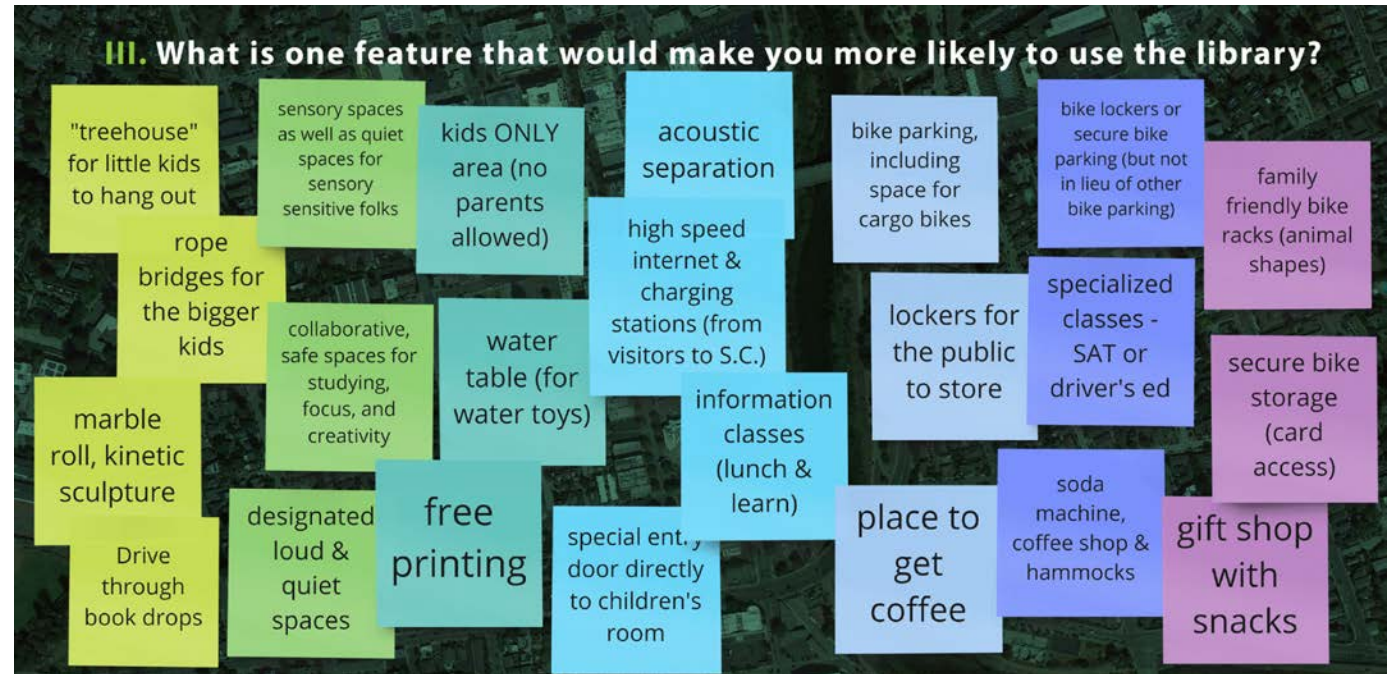 III. What is one feature that would make you more likely to use the library?
"treehouse"
for little kids
to hang out
rope
bridges for
the bigger
kids
marble
roll, kinetic
sculpture
Drive
through
book drops
sensory spaces
as well as quiet
spaces for
sensory
sensitive folks
collaborative,
safe spaces for
studying,
focus, and
creativity
designated
loud &
quiet
spaces
kids ONLY
area (no
parents
allowed)
water
table (for
water toys)
free
printing
acoustic
separation
high speed
internet &
charging
stations (from
visitors to S.C.)
information
classes
(lunch &
learn)
special entry
door directly
to children's
room
bike parking,
including
space for
cargo bikes
lockers for
the public
to store
place to
get
coffee
bike lockers or
secure bike
parking (but not
in lieu of other
bike parking)
specialized
classes -
SAT or
driver's ed
soda
machine,
coffee shop &
hammocks
family
friendly bike
racks (animal
shapes)
secure bike
storage
(card
access)
gift shop
with
snacks